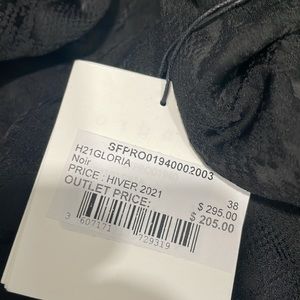 SFPRO01940002003
H21GLORIA 38
Noir
PRICE : HIVER 2021 $ 295.00
OUTLET PRICE: $ 205.00
3 607171 729319